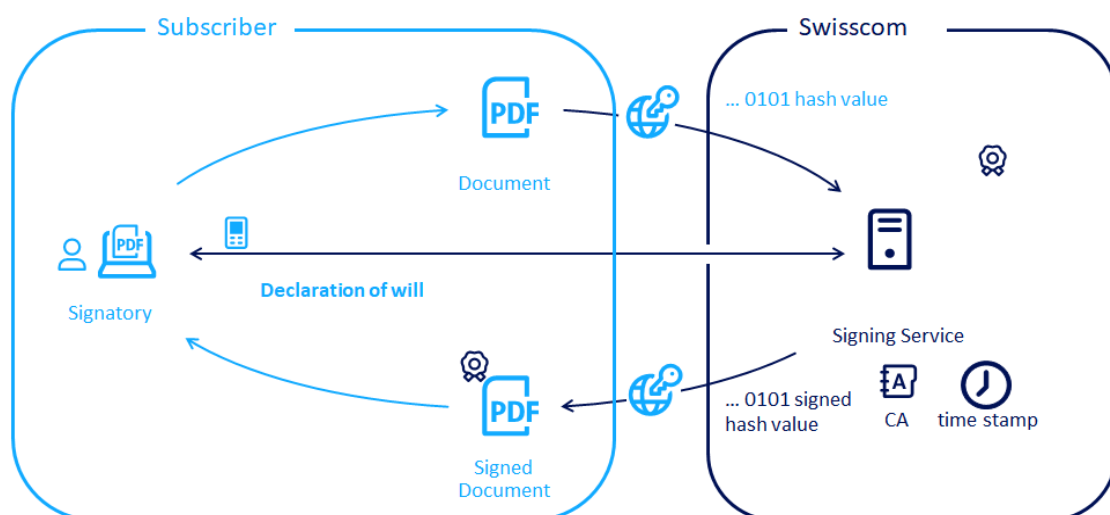 Subscriber
Swisscom
PDF
... 0101 hash value
Document
PDF
Declaration of will
Signatory
Signing Service
PDF
... 0101 signed
hash value
A
CA
time stamp
Signed
Document